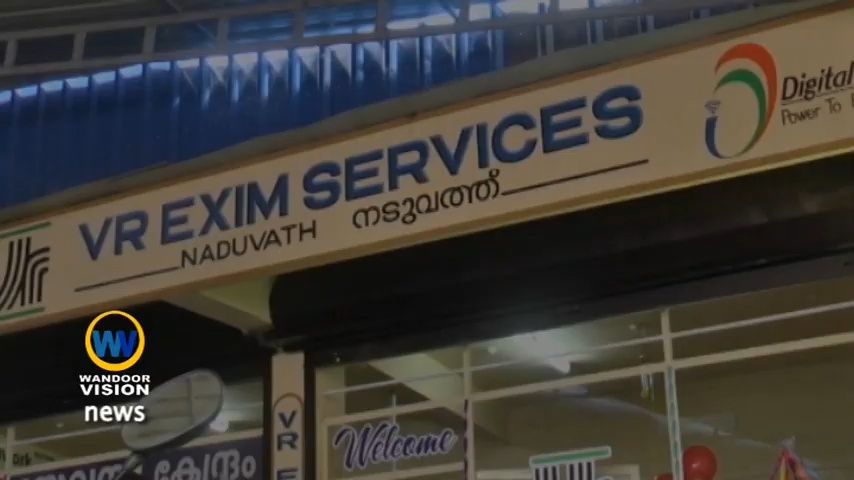 VR EXIM SERVICES
NADUVATH നടുവത്ത്
Digital
Power To
WANDOOR
VISION
news
VR
E
Welcome
കേന്ദ്രം